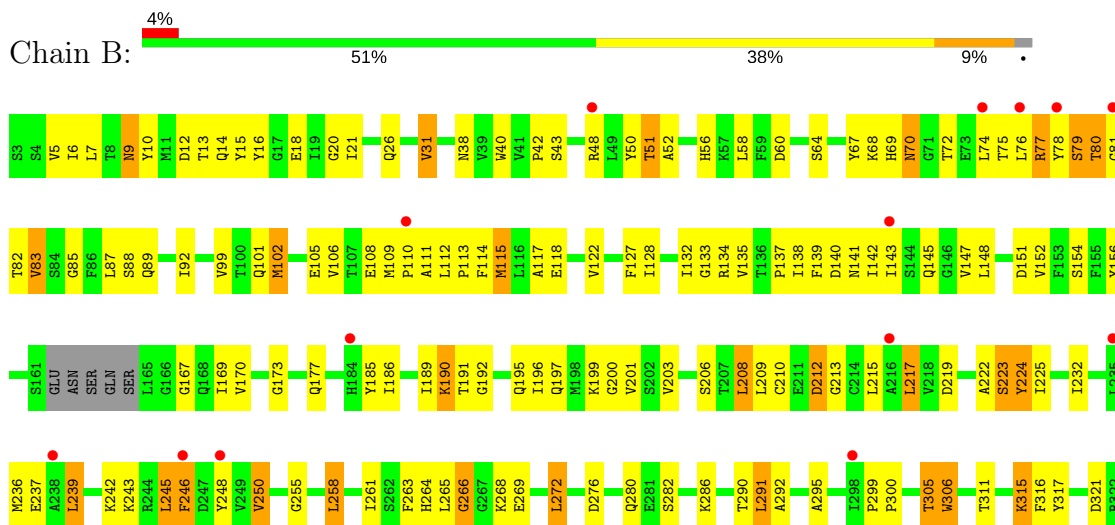 4%
Chain B:
51% 38% 9% •
S3 S4 V5 I6 L7 T8 N9 Y10 M11 D12 T13 Q14 Y15 Y16 G17 E18 I19 G20 I21 Q26 V31 N38 V39 W40 V41 P42 S43 R48 L49 Y50 T51 A52 H56 K57 L58 F59 D60 S64 Y67 K68 H69 N70 G71 T72 E73 L74 T75 L76 R77 Y78 S79 T80 G81
T82 V83 S84 G85 F86 L87 S88 Q89 I92 V99 T100 Q101 M102 E105 V106 T107 E108 M109 P110 A111 L112 P113 F114 M115 L116 A117 E118 V122 F127 I128 I132 G133 R134 V135 T136 P137 I138 F139 D140 N141 I142 I143 S144 Q145 G146 V147 L148 D151 V152 F153 S154 F155 Y156
S161 GLU ASN SER GLN SER L165 G166 G167 Q168 I169 V170 G173 Q177 H184 Y185 I186 I189 K190 T191 G192 Q195 I196 Q197 M198 K199 G200 V201 S202 V203 S206 T207 L208 L209 C210 E211 D212 G213 C214 L215 A216 L217 V218 D219 A222 S223 Y224 I225 I232
M236 E237 A238 L239 K242 K243 R244 L245 F246 D247 Y248 V249 V250 G255 L258 I261 S262 F263 H264 L265 G266 G267 K268 E269 L272 D276 Q280 E281 S282 K286 T290 L291 A292 A295 I298 P299 P300 T305 W306 T311 K315 F316 Y317 D321